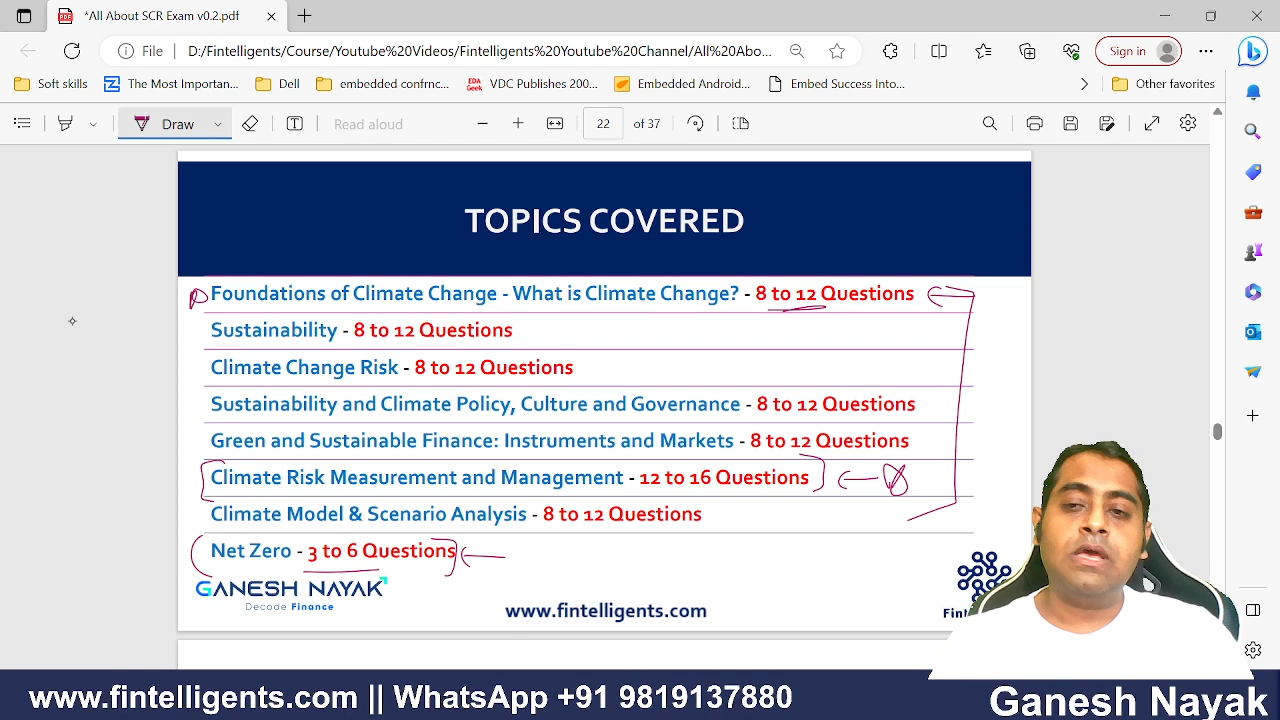 *All About SCR Exam v0.2.pdf
File
D:/Fintelligents/Course/Youtube%20Videos/Fintelligents%20Youtube%20Channel/All%20Abo...
Sign in
Soft skills
The Most Importan...
Dell
embedded confrnc...
EDA Geek
VDC Publishes 200...
Embedded Android...
Embed Success Into...
Other favorites
Draw
Read aloud
22 of 37
TOPICS COVERED
Foundations of Climate Change - What is Climate Change? - 8 to 12 Questions
Sustainability - 8 to 12 Questions
Climate Change Risk - 8 to 12 Questions
Sustainability and Climate Policy, Culture and Governance - 8 to 12 Questions
Green and Sustainable Finance: Instruments and Markets - 8 to 12 Questions
Climate Risk Measurement and Management - 12 to 16 Questions
Climate Model & Scenario Analysis - 8 to 12 Questions
Net Zero - 3 to 6 Questions
GANESH NAYAK
Decode Finance
www.fintelligents.com
www.fintelligents.com || WhatsApp +91 9819137880
Ganesh Nayak